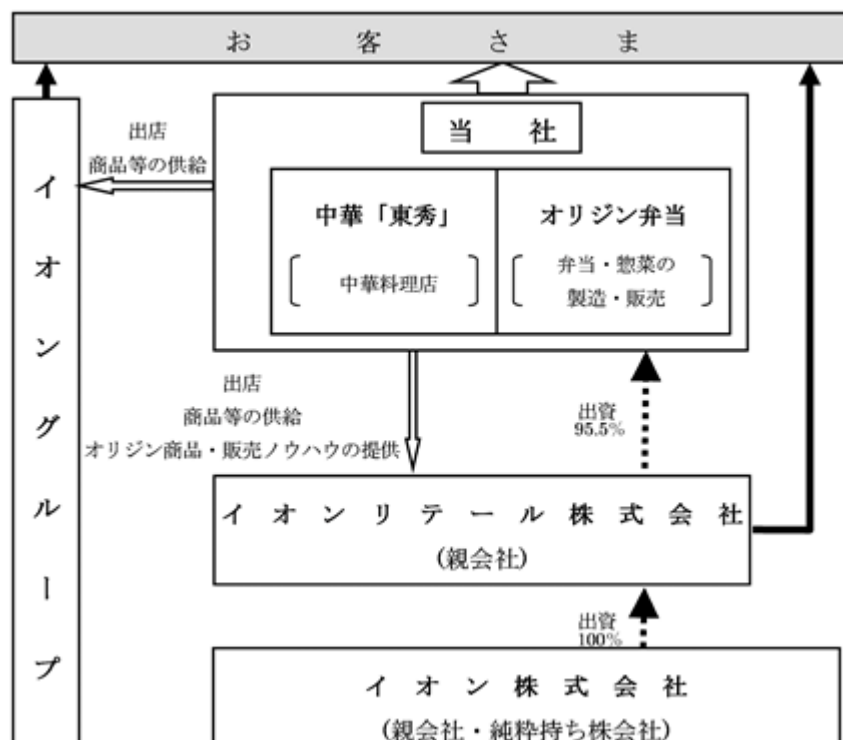 お客さま
当社
出店
商品等の供給
中華「東秀」
中華料理店
オリジン弁当
弁当・惣菜の
製造・販売
イオングループ
出店
商品等の供給
オリジン商品・販売ノウハウの提供
出資
95.5%
イオンリテール株式会社
(親会社)
出資
100%
イオン株式会社
(親会社・純粋持ち株会社)